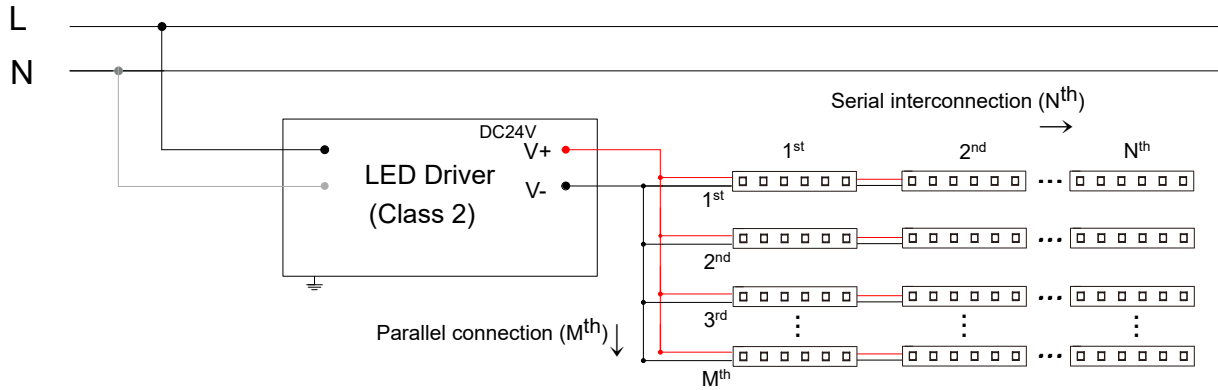 L
N
Serial interconnection (Nth)
DC24V
V+
LED Driver
V-
(Class 2)
1st
2nd
Nth
1st
2nd
3rd
Parallel connection (Mth)
Mth